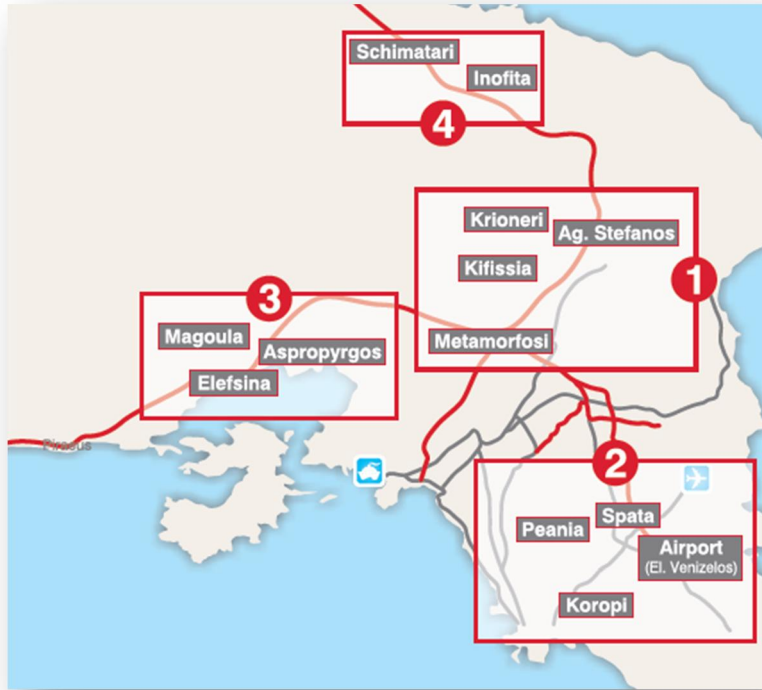 Schimatari
Inofita
4
Krioneri
Ag. Stefanos
Kifissia
1
3
Magoula
Metamorfosi
Aspropyrgos
Elefsina
Piraeus
2
Spata
Peania
Airport
(El. Venizelos)
Koropi